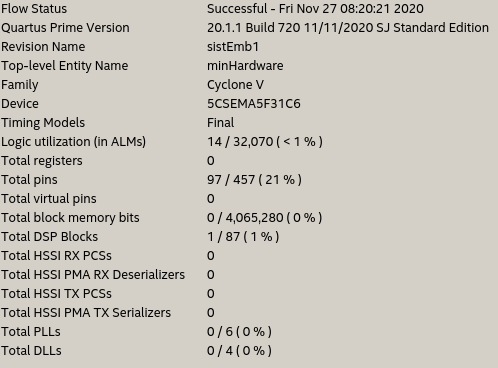 Flow Status Successful - Fri Nov 27 08:20:21 2020
Quartus Prime Version 20.1.1 Build 720 11/11/2020 SJ Standard Edition
Revision Name sistEmb1
Top-level Entity Name minHardware
Family Cyclone V
Device 5CSEMA5F31C6
Timing Models Final
Logic utilization (in ALMs) 14 / 32,070 ( < 1 % )
Total registers 0
Total pins 97 / 457 ( 21 % )
Total virtual pins 0
Total block memory bits 0 / 4,065,280 ( 0 % )
Total DSP Blocks 1 / 87 ( 1 % )
Total HSSI RX PCSs 0
Total HSSI PMA RX Deserializers 0
Total HSSI TX PCSs 0
Total HSSI PMA TX Serializers 0
Total PLLs 0 / 6 ( 0 % )
Total DLLs 0 / 4 ( 0 % )